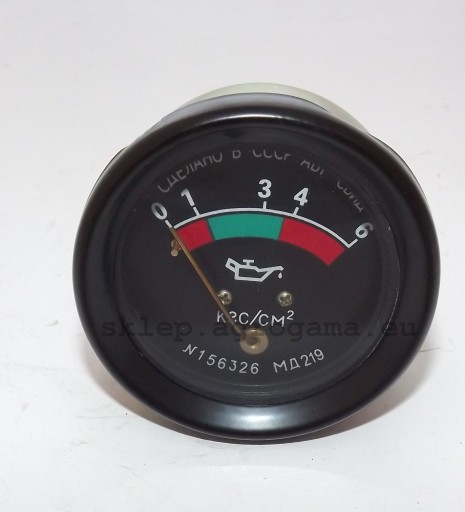 СДЕЛАНО В СССР
0 1 3 4 6
кгс/см²
№156326 МД219
sklep.agrogama.eu